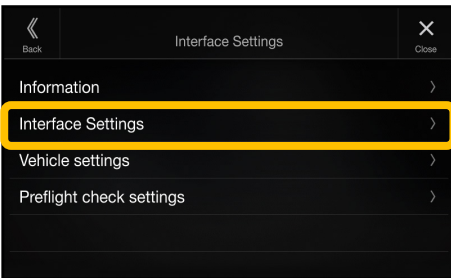 Back
Interface Settings
Close
Information
Interface Settings
Vehicle settings
Preflight check settings